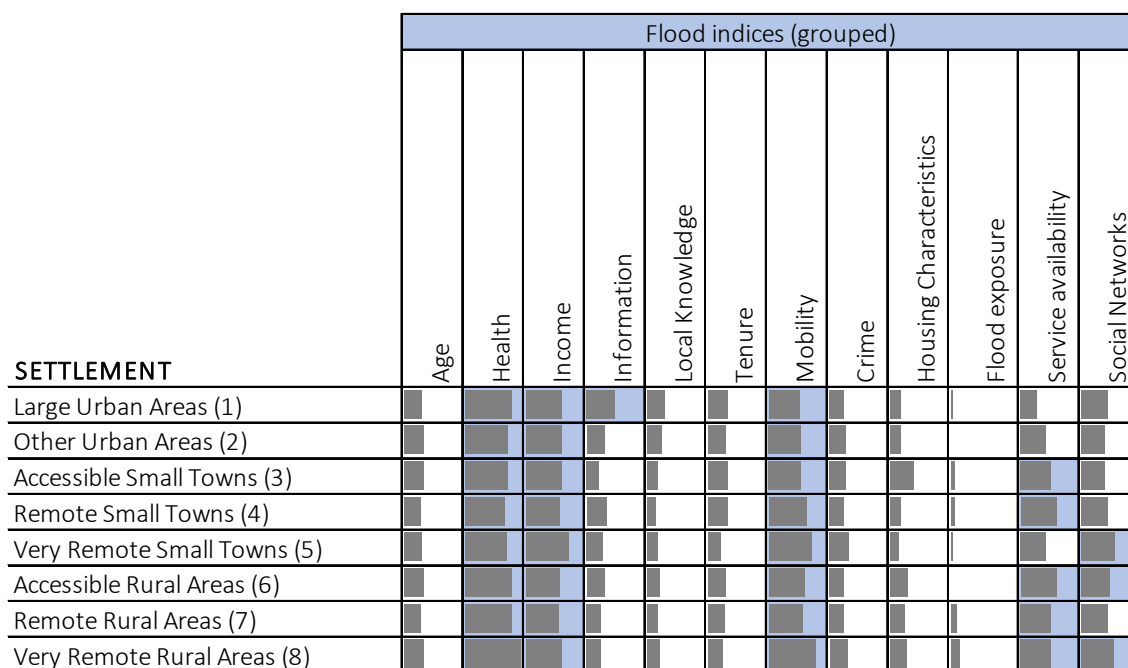 Flood indices (grouped)
SETTLEMENT
Age
Health
Income
Information
Local Knowledge
Tenure
Mobility
Crime
Housing Characteristics
Flood exposure
Service availability
Social Networks
Large Urban Areas (1)
Other Urban Areas (2)
Accessible Small Towns (3)
Remote Small Towns (4)
Very Remote Small Towns (5)
Accessible Rural Areas (6)
Remote Rural Areas (7)
Very Remote Rural Areas (8)